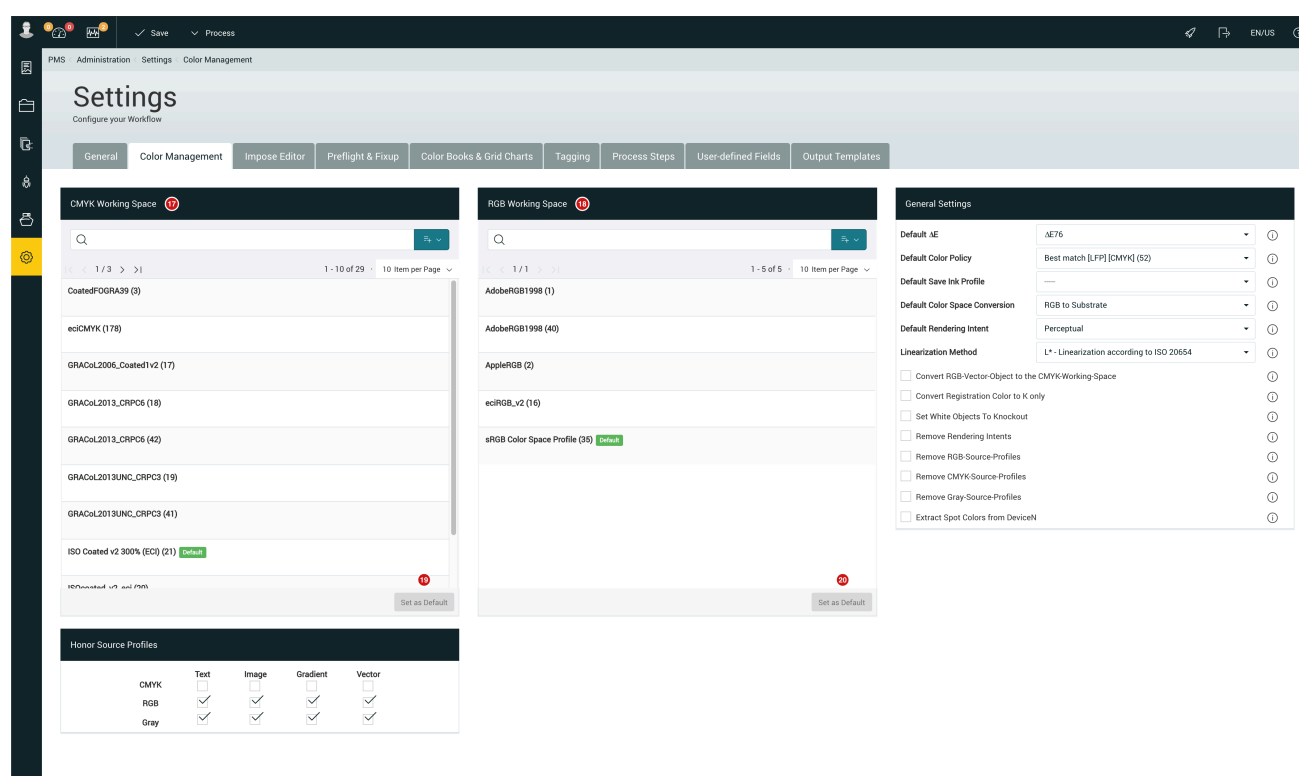 0 0 2 Save Process EN/US
PMS Administration Settings Color Management
Settings
Configure your Workflow
General Color Management Impose Editor Preflight & Fixup Color Books & Grid Charts Tagging Process Steps User-defined Fields Output Templates
CMYK Working Space 17
1 / 3 1 - 10 of 29 10 Item per Page
CoatedFOGRA39 (3)
eciCMYK (178)
GRACoL2006_Coated1v2 (17)
GRACoL2013_CRPC6 (18)
GRACoL2013_CRPC6 (42)
GRACoL2013UNC_CRPC3 (19)
GRACoL2013UNC_CRPC3 (41)
ISO Coated v2 300% (ECI) (21) Default
ISOcoated_v2_eci (20)
19
Set as Default
RGB Working Space 18
1 / 1 1 - 5 of 5 10 Item per Page
AdobeRGB1998 (1)
AdobeRGB1998 (40)
AppleRGB (2)
eciRGB_v2 (16)
sRGB Color Space Profile (35) Default
20
Set as Default
General Settings
Default ΔE ΔE76
Default Color Policy Best match [LFP] [CMYK] (52)
Default Save Ink Profile ----
Default Color Space Conversion RGB to Substrate
Default Rendering Intent Perceptual
Linearization Method L* - Linearization according to ISO 20654
Convert RGB-Vector-Object to the CMYK-Working-Space
Convert Registration Color to K only
Set White Objects To Knockout
Remove Rendering Intents
Remove RGB-Source-Profiles
Remove CMYK-Source-Profiles
Remove Gray-Source-Profiles
Extract Spot Colors from DeviceN
Honor Source Profiles
Text Image Gradient Vector
CMYK
RGB
Gray